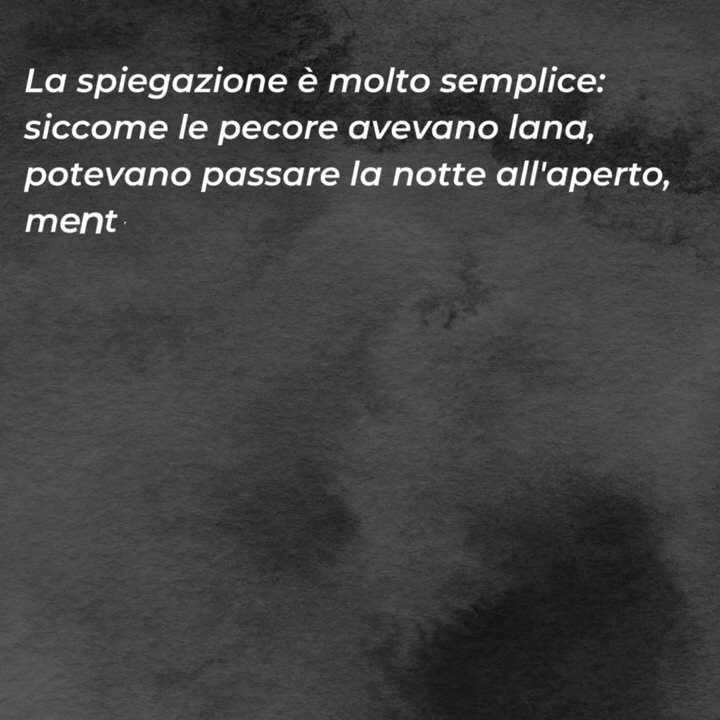 La spiegazione è molto semplice:
siccome le pecore avevano lana,
potevano passare la notte all'aperto,
ment